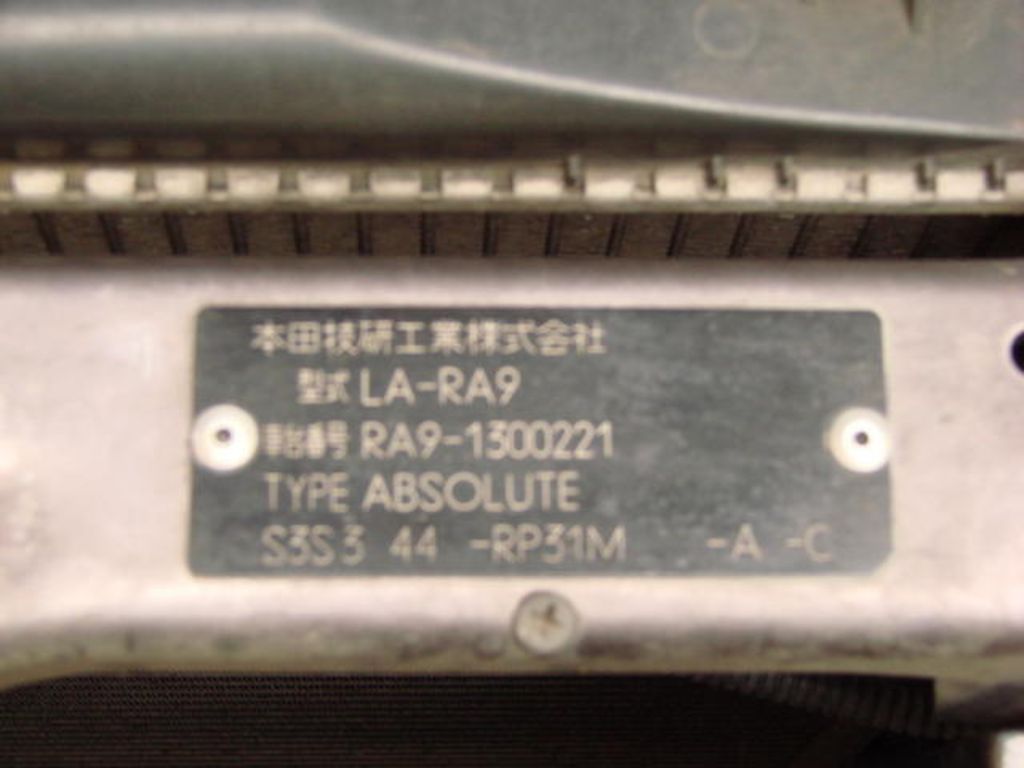 本田技研工業株式会社
型式 LA-RA9
車台番号 RA9-1300221
TYPE ABSOLUTE
S3S3 44 -RP31M -A -C